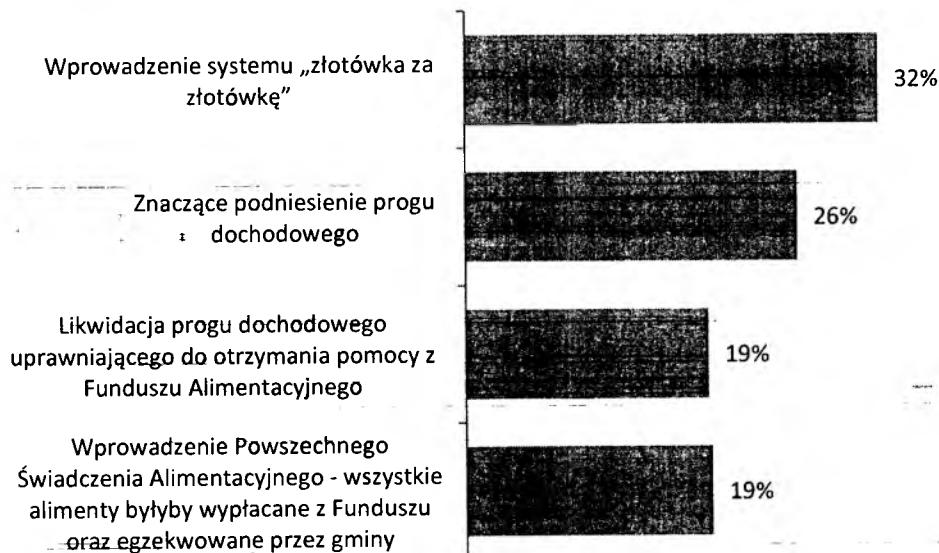 Wprowadzenie systemu „złotówka za
złotówkę”
32%
Znaczące podniesienie progu
dochodowego
26%
Likwidacja progu dochodowego
uprawniającego do otrzymania pomocy z
Funduszu Alimentacyjnego
19%
Wprowadzenie Powszechnego
Świadczenia Alimentacyjnego - wszystkie
alimenty byłyby wypłacane z Funduszu
oraz egzekwowane przez gminy
19%